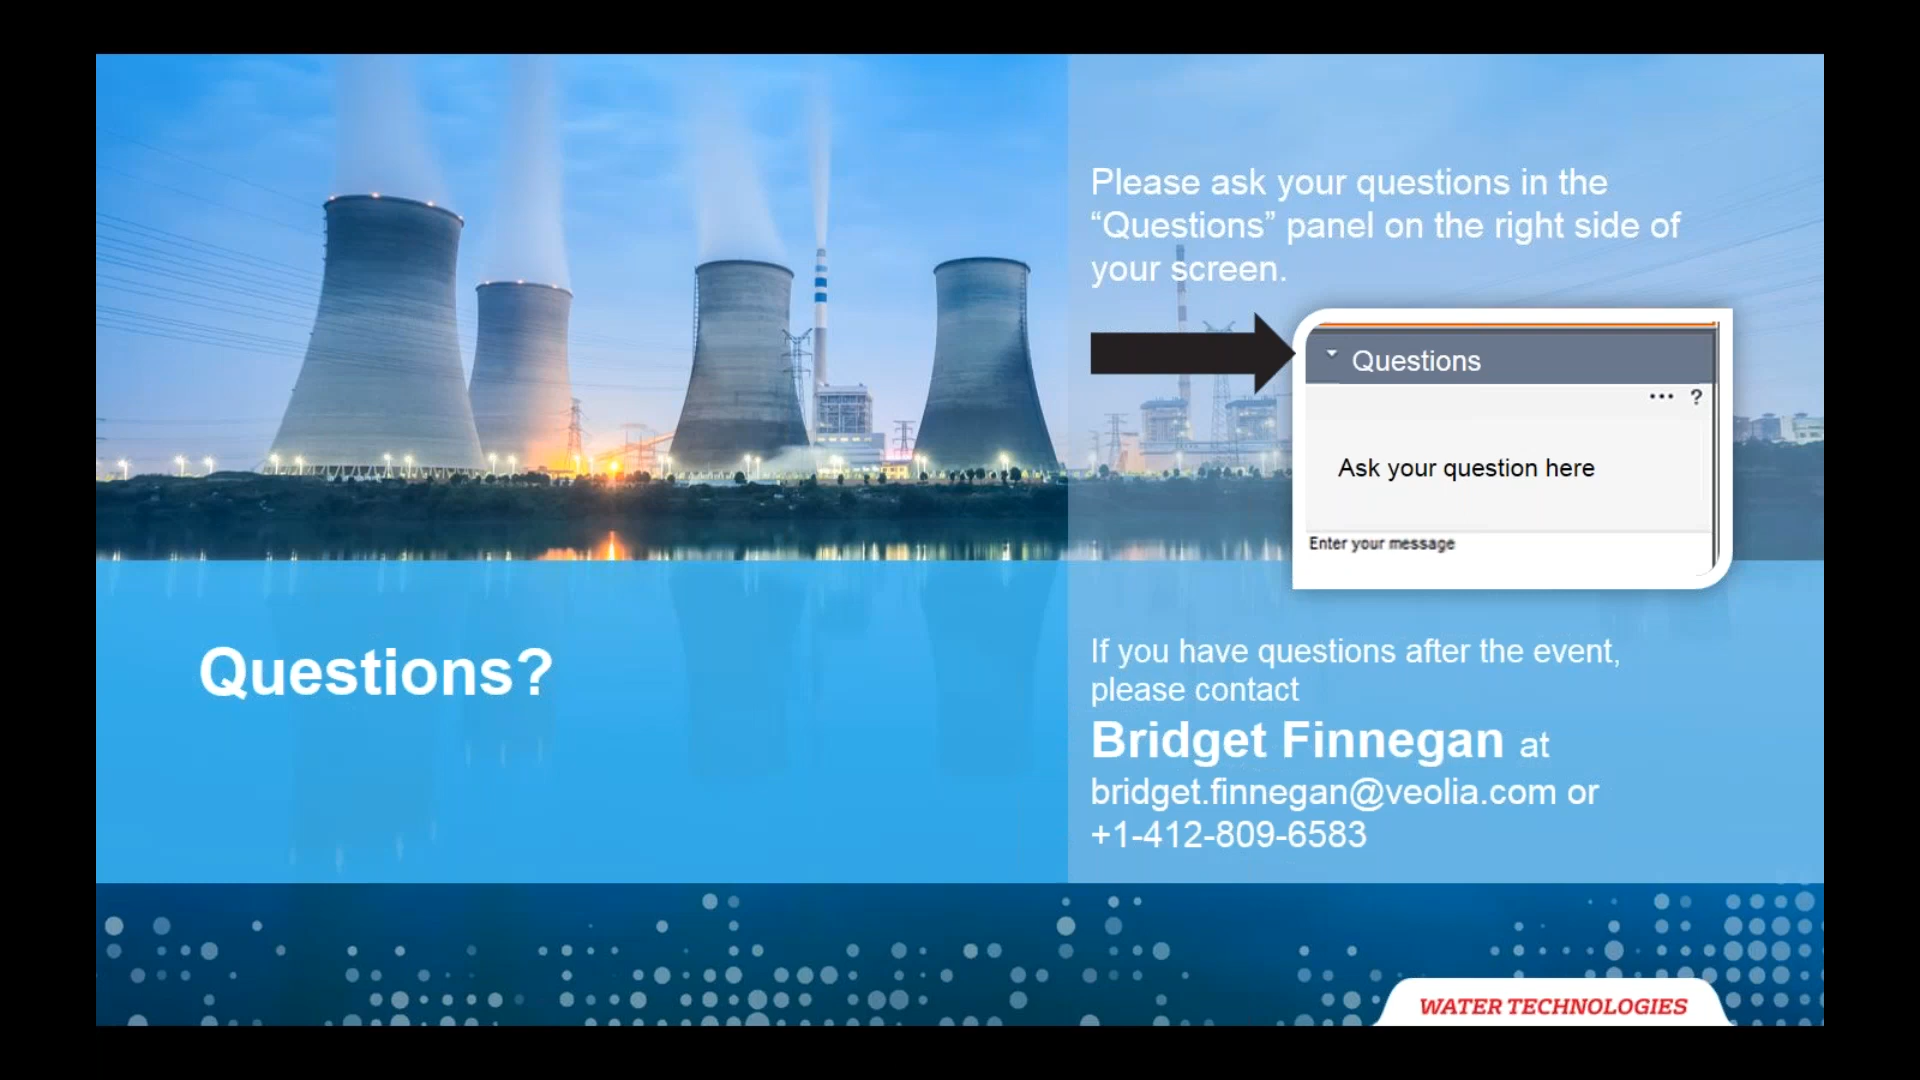 Please ask your questions in the
“Questions” panel on the right side of
your screen.
Questions
... ?
Ask your question here
Enter your message
Questions?
If you have questions after the event,
please contact
Bridget Finnegan at
bridget.finnegan@veolia.com or
+1-412-809-6583
WATER TECHNOLOGIES